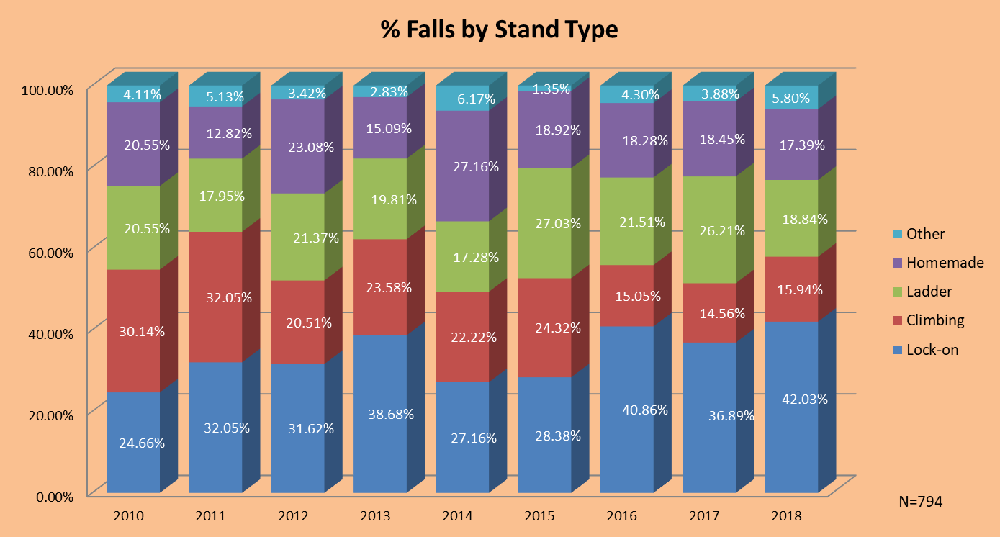 % Falls by Stand Type
100.00%
80.00%
60.00%
40.00%
20.00%
0.00%
4.11% 5.13% 3.42% 2.83% 6.17% 1.35% 4.30% 3.88% 5.80%
20.55% 12.82% 23.08% 15.09% 27.16% 18.92% 18.28% 18.45% 17.39%
20.55% 17.95% 21.37% 19.81% 17.28% 27.03% 21.51% 26.21% 18.84%
30.14% 32.05% 20.51% 23.58% 22.22% 24.32% 15.05% 14.56% 15.94%
24.66% 32.05% 31.62% 38.68% 27.16% 28.38% 40.86% 36.89% 42.03%
2010 2011 2012 2013 2014 2015 2016 2017 2018
Other
Homemade
Ladder
Climbing
Lock-on
N=794